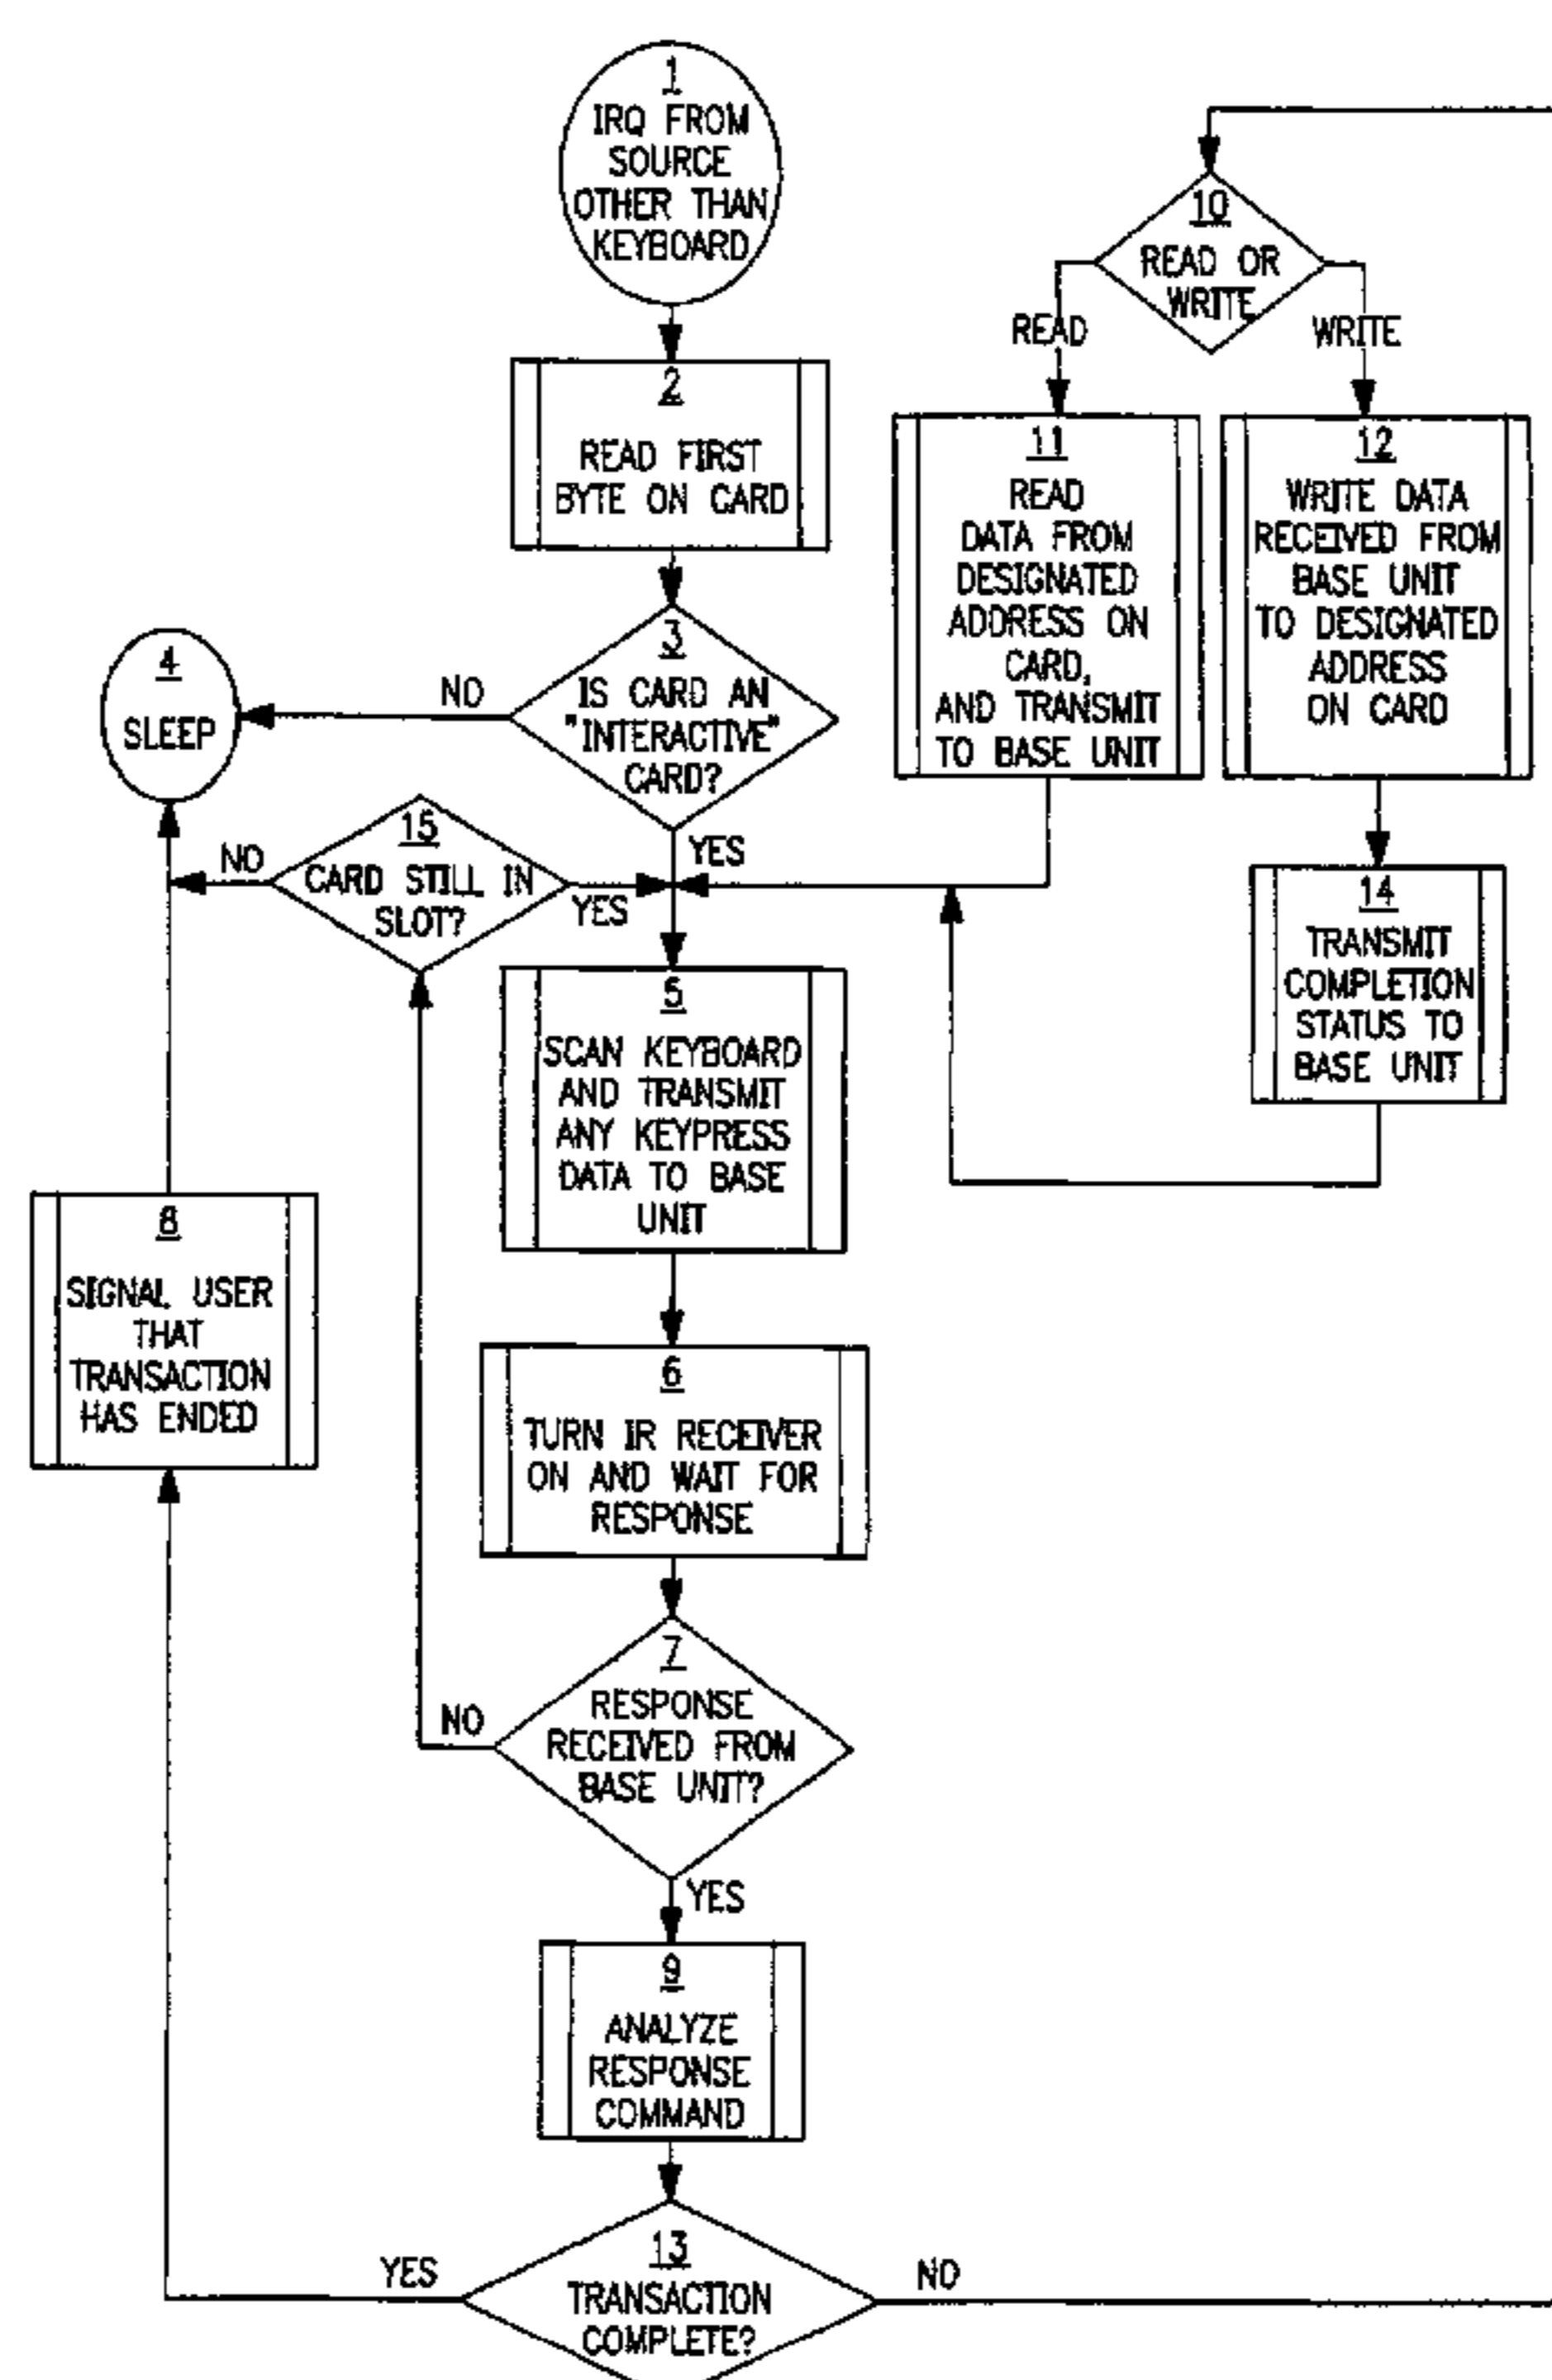 1
IRQ FROM
SOURCE
OTHER THAN
KEYBOARD
2
READ FIRST
BYTE ON CARD
3
IS CARD AN
"INTERACTIVE"
CARD?
NO
YES
4
SLEEP
15
CARD STILL IN
SLOT?
NO
YES
5
SCAN KEYBOARD
AND TRANSMIT
ANY KEYPRESS
DATA TO BASE
UNIT
6
TURN IR RECEIVER
ON AND WAIT FOR
RESPONSE
7
RESPONSE
RECEIVED FROM
BASE UNIT?
NO
YES
8
SIGNAL USER
THAT
TRANSACTION
HAS ENDED
9
ANALYZE
RESPONSE
COMMAND
13
TRANSACTION
COMPLETE?
YES
NO
10
READ OR
WRITE
READ
WRITE
11
READ
DATA FROM
DESIGNATED
ADDRESS ON
CARD,
AND TRANSMIT
TO BASE UNIT
12
WRITE DATA
RECEIVED FROM
BASE UNIT
TO DESIGNATED
ADDRESS
ON CARD
14
TRANSMIT
COMPLETION
STATUS TO
BASE UNIT